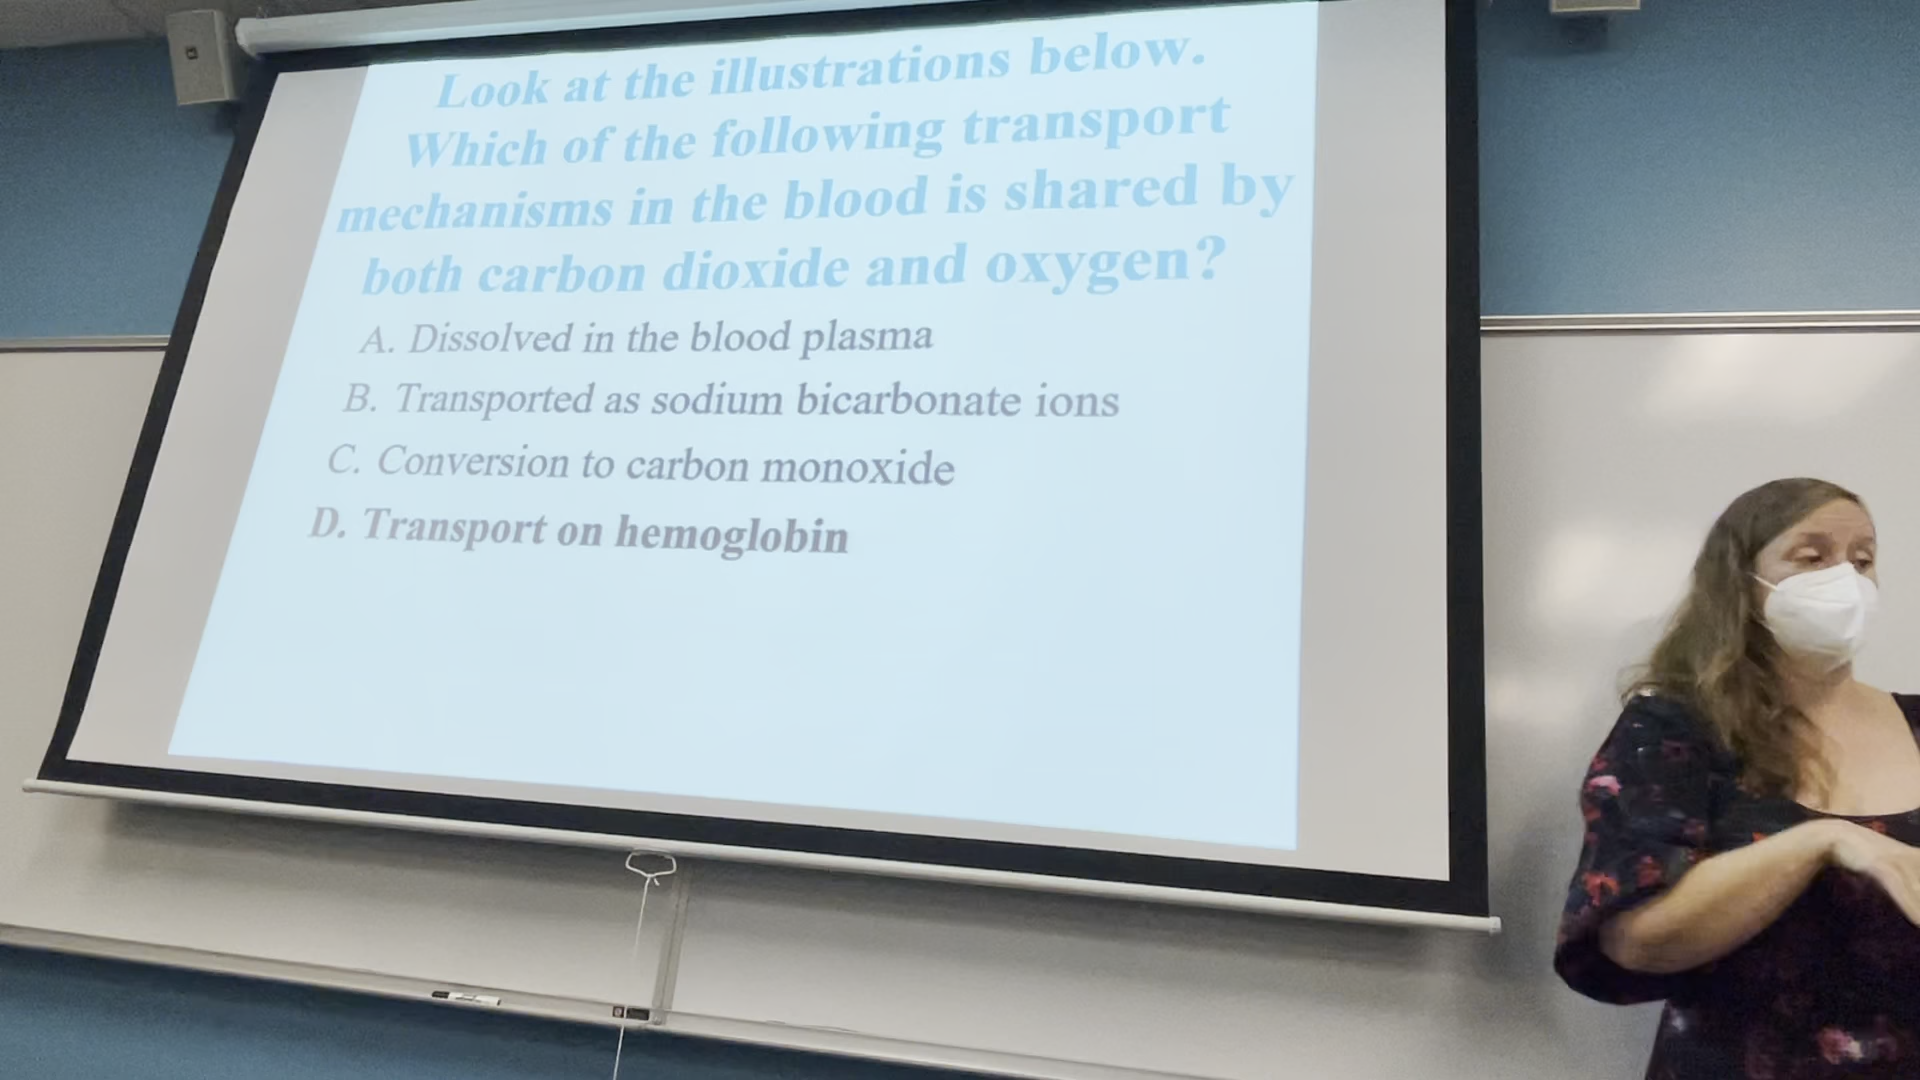 Look at the illustrations below.
Which of the following transport
mechanisms in the blood is shared by
both carbon dioxide and oxygen?
A. Dissolved in the blood plasma
B. Transported as sodium bicarbonate ions
C. Conversion to carbon monoxide
D. Transport on hemoglobin